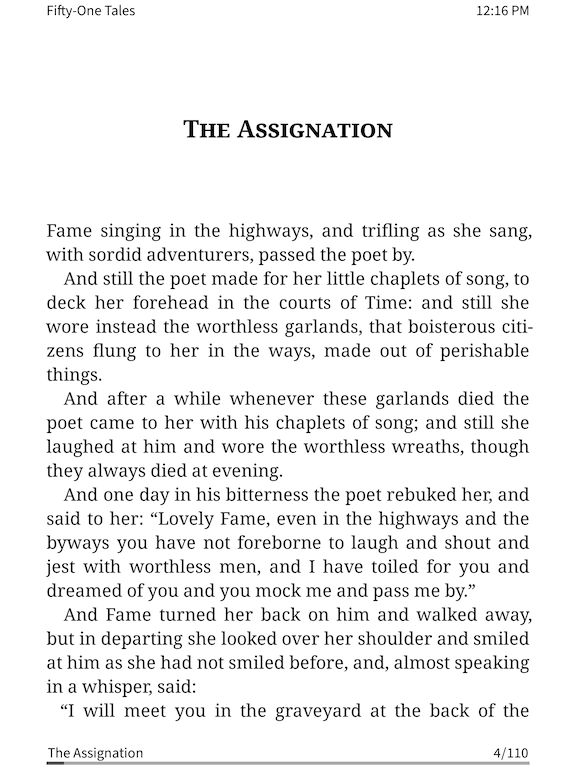 Fifty-One Tales
12:16 PM
The Assignation
Fame singing in the highways, and trifling as she sang,
with sordid adventurers, passed the poet by.
And still the poet made for her little chaplets of song, to
deck her forehead in the courts of Time: and still she
wore instead the worthless garlands, that boisterous citi-
zens flung to her in the ways, made out of perishable
things.
And after a while whenever these garlands died the
poet came to her with his chaplets of song; and still she
laughed at him and wore the worthless wreaths, though
they always died at evening.
And one day in his bitterness the poet rebuked her, and
said to her: “Lovely Fame, even in the highways and the
byways you have not foreborne to laugh and shout and
jest with worthless men, and I have toiled for you and
dreamed of you and you mock me and pass me by.”
And Fame turned her back on him and walked away,
but in departing she looked over her shoulder and smiled
at him as she had not smiled before, and, almost speaking
in a whisper, said:
“I will meet you in the graveyard at the back of the
The Assignation
4/110